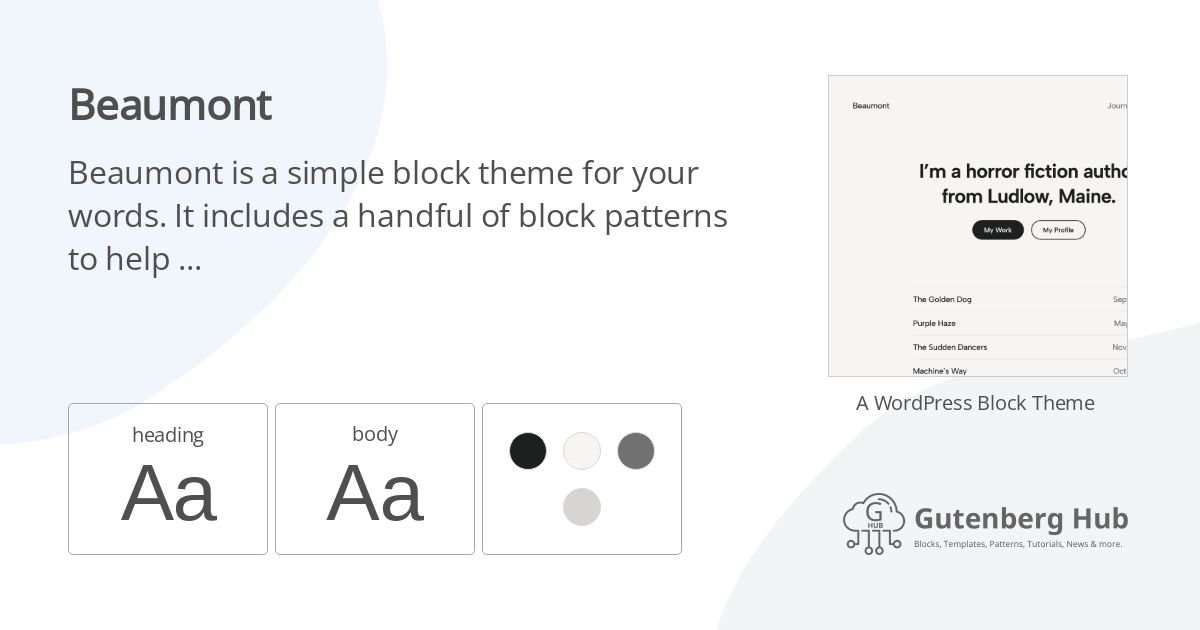 Beaumont
Beaumont is a simple block theme for your
words. It includes a handful of block patterns
to help ...
heading
Aa
body
Aa
Beaumont
Journ
I'm a horror fiction autho
from Ludlow, Maine.
My Work
My Profile
The Golden Dog
Sep
Purple Haze
May
The Sudden Dancers
Nov
Machine's Way
Oct
A WordPress Block Theme
G
HUB
Gutenberg Hub
Blocks, Templates, Patterns, Tutorials, News & more.